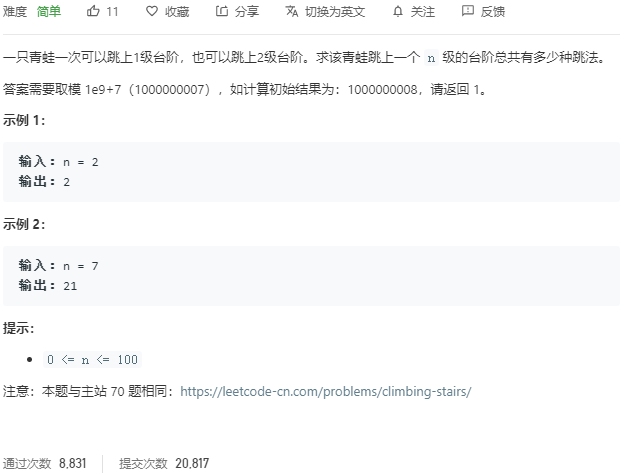 难度 简单 11 收藏 分享 切换为英文 关注 反馈
一只青蛙一次可以跳上1级台阶，也可以跳上2级台阶。求该青蛙跳上一个 n 级的台阶总共有多少种跳法。
答案需要取模 1e9+7（1000000007），如计算初始结果为：1000000008，请返回 1。
示例 1：
输入：n = 2
输出：2
示例 2：
输入：n = 7
输出：21
提示：
• 0 <= n <= 100
注意：本题与主站 70 题相同：https://leetcode-cn.com/problems/climbing-stairs/
通过次数 8,831 提交次数 20,817